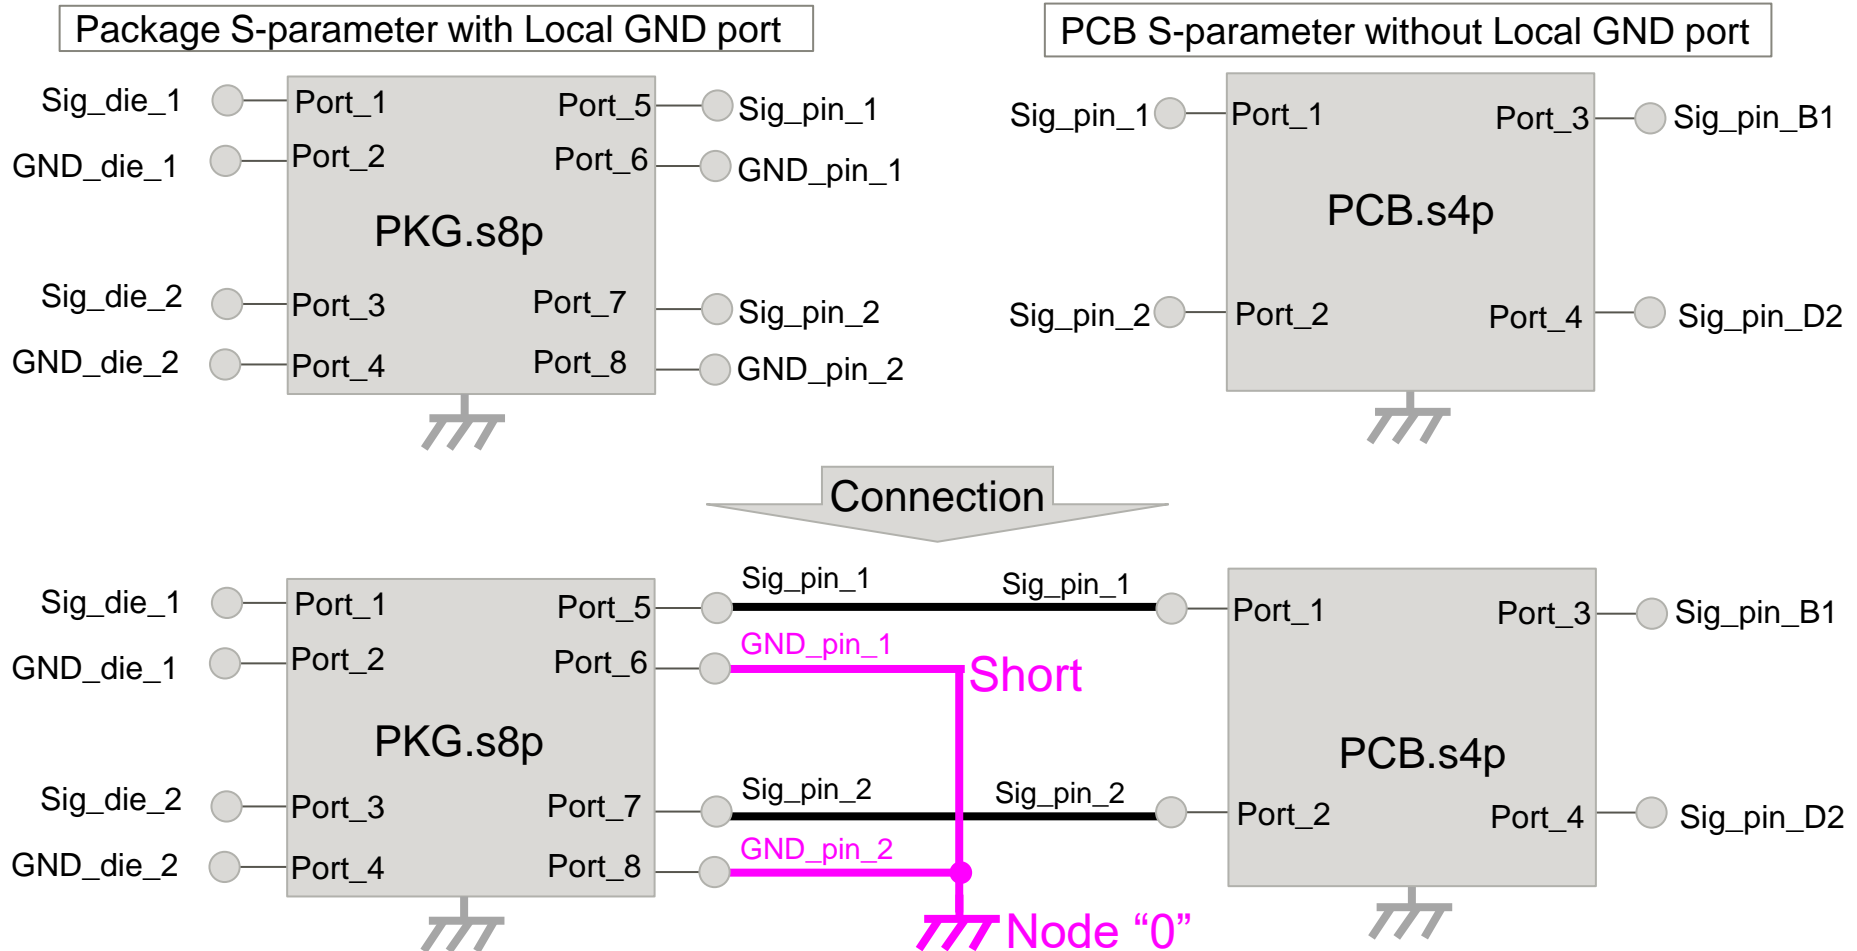 Package S-parameter with Local GND port
PCB S-parameter without Local GND port
Sig_die_1
Port_1
Port_5
Sig_pin_1
GND_die_1
Port_2
Port_6
GND_pin_1
PKG.s8p
Sig_die_2
Port_3
Port_7
Sig_pin_2
GND_die_2
Port_4
Port_8
GND_pin_2
Sig_pin_1
Port_1
Port_3
Sig_pin_B1
PCB.s4p
Sig_pin_2
Port_2
Port_4
Sig_pin_D2
Connection
Sig_die_1
Port_1
Port_5
Sig_pin_1
Sig_pin_1
GND_die_1
Port_2
Port_6
GND_pin_1
Short
PKG.s8p
Sig_die_2
Port_3
Port_7
Sig_pin_2
Sig_pin_2
GND_die_2
Port_4
Port_8
GND_pin_2
Node “0”
Port_1
Port_3
Sig_pin_B1
PCB.s4p
Port_2
Port_4
Sig_pin_D2